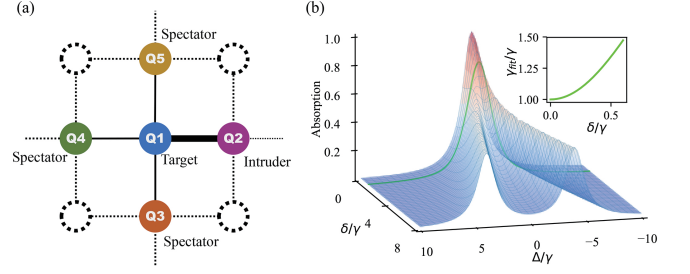 (a)
Spectator
Q5
Q4
Q1
Q2
Spectator
Target
Intruder
Q3
Spectator
(b)
Absorption
1.0
0.8
0.6
0.4
0.2
0
4
8
δ/γ
10
5
0
−5
−10
Δ/γ
1.50
1.25
1.00
γfit/γ
0.0
0.5
δ/γ